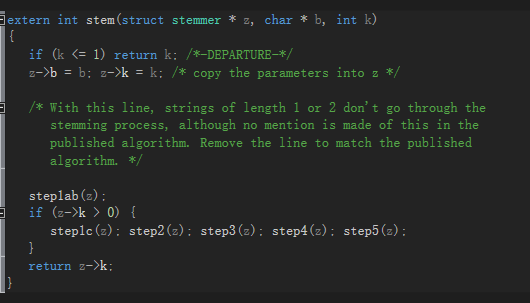 extern int stem(struct stemmer * z, char * b, int k)
{
if (k <= 1) return k; /*-DEPARTURE-*/
z->b = b; z->k = k; /* copy the parameters into z */
/* With this line, strings of length 1 or 2 don't go through the
stemming process, although no mention is made of this in the
published algorithm. Remove the line to match the published
algorithm. */
step1ab(z);
if (z->k > 0) {
step1c(z); step2(z); step3(z); step4(z); step5(z);
}
return z->k;
}